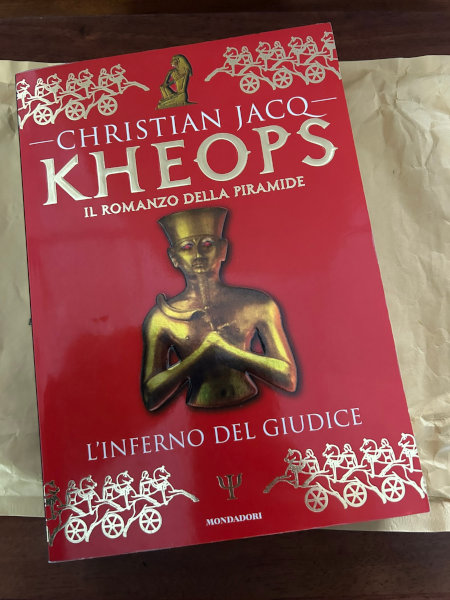 CHRISTIAN JACQ
KHEOPS
IL ROMANZO DELLA PIRAMIDE
L'INFERNO DEL GIUDICE
MONDADORI